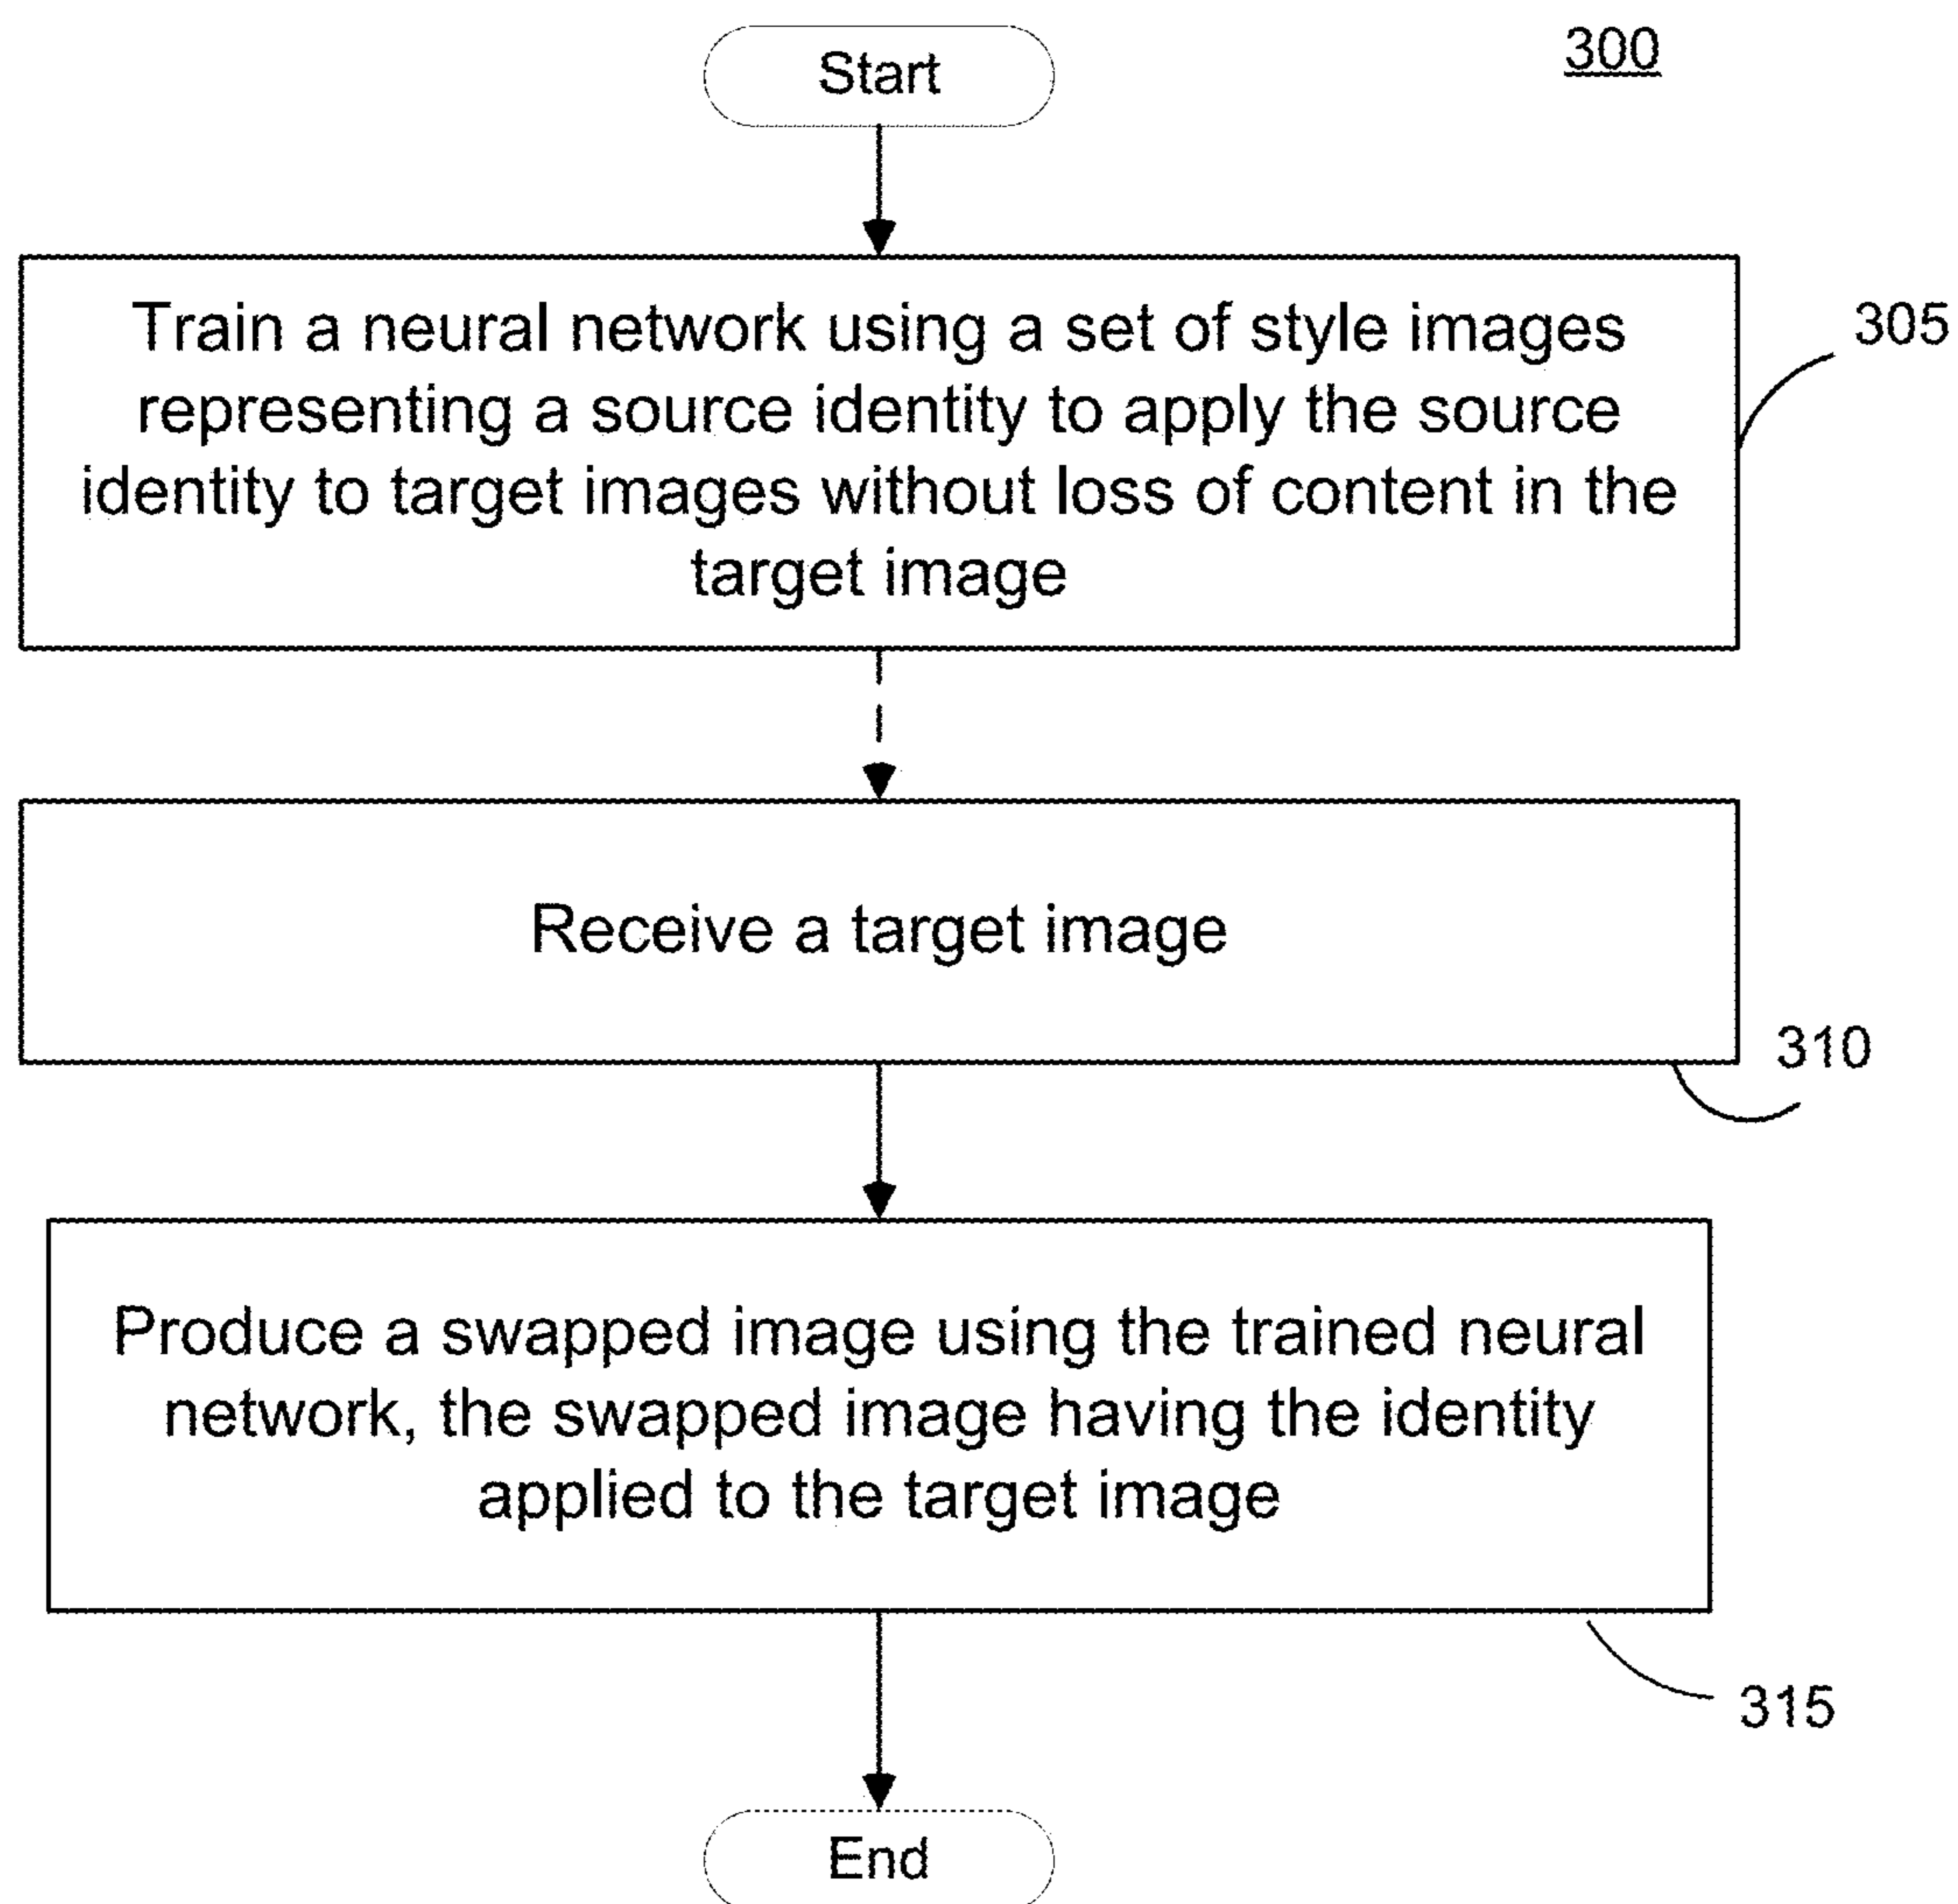 300
Start
Train a neural network using a set of style images
representing a source identity to apply the source
identity to target images without loss of content in the
target image
305
Receive a target image
310
Produce a swapped image using the trained neural
network, the swapped image having the identity
applied to the target image
315
End